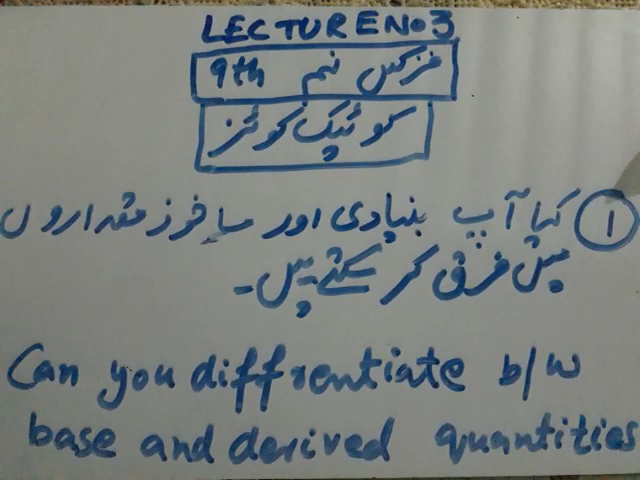 LECTURE NO 3
فزکس نہم 9th
کوئیک کوئز
① کیا آپ بنیادی اور ماخوذ مقداروں
میں فرق کر سکتے ہیں۔
Can you diffrentiate b/w
base and derived quantities